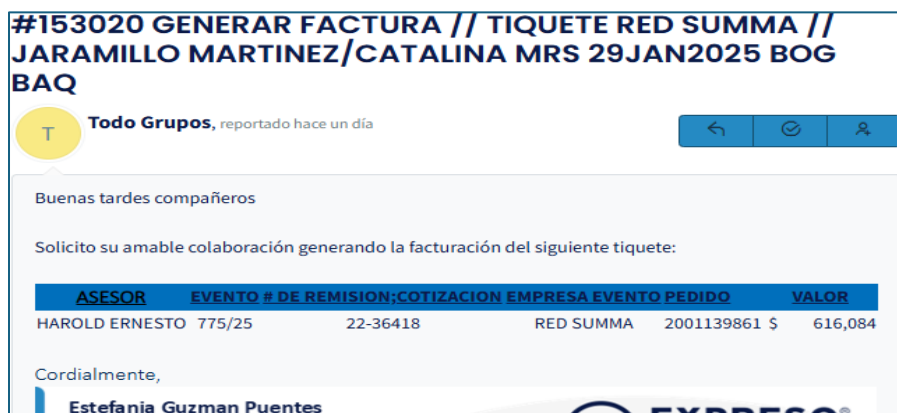 #153020 GENERAR FACTURA // TIQUETE RED SUMMA //
JARAMILLO MARTINEZ/CATALINA MRS 29JAN2025 BOG
BAQ
T
Todo Grupos, reportado hace un día
Buenas tardes compañeros
Solicito su amable colaboración generando la facturación del siguiente tiquete:
ASESOR EVENTO # DE REMISION;COTIZACION EMPRESA EVENTO PEDIDO VALOR
HAROLD ERNESTO 775/25 22-36418 RED SUMMA 2001139861 $ 616,084
Cordialmente,
Estefania Guzman Puentes
EXPRESO